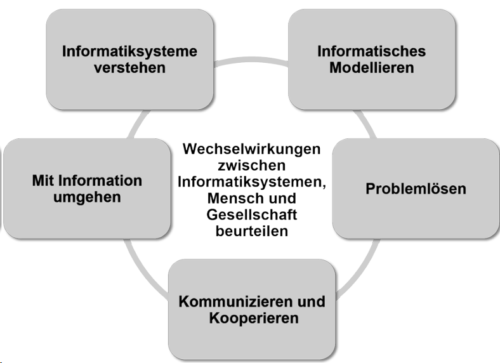 Informatiksysteme
verstehen
Informatisches
Modellieren
Mit Information
umgehen
Wechselwirkungen
zwischen
Informatiksystemen,
Mensch und
Gesellschaft
beurteilen
Problemlösen
Kommunizieren und
Kooperieren